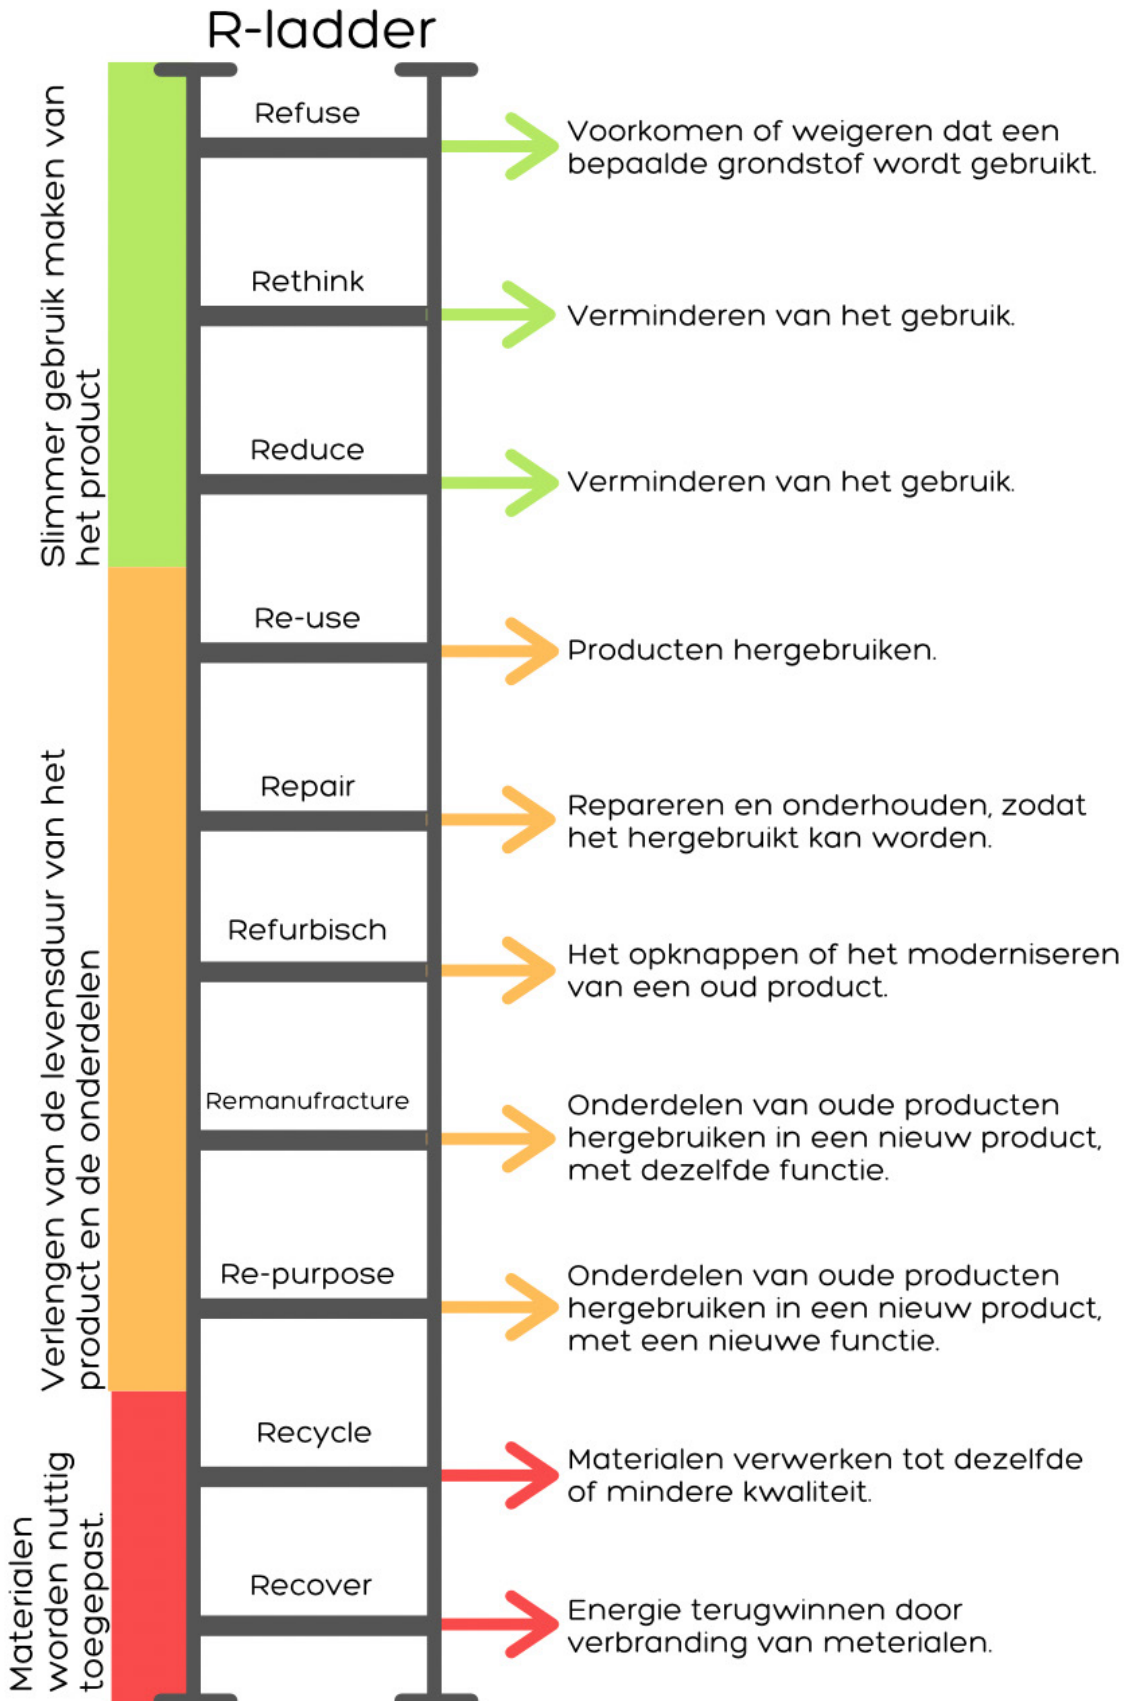 R-ladder
Slimmer gebruik maken van
het product
Refuse
Voorkomen of weigeren dat een
bepaalde grondstof wordt gebruikt.
Rethink
Verminderen van het gebruik.
Reduce
Verminderen van het gebruik.
Verlengen van de levensduur van het
product en de onderdelen
Re-use
Producten hergebruiken.
Repair
Repareren en onderhouden, zodat
het hergebruikt kan worden.
Refurbisch
Het opknappen of het moderniseren
van een oud product.
Remanufracture
Onderdelen van oude producten
hergebruiken in een nieuw product,
met dezelfde functie.
Re-purpose
Onderdelen van oude producten
hergebruiken in een nieuw product,
met een nieuwe functie.
Materialen
worden nuttig
toegepast.
Recycle
Materialen verwerken tot dezelfde
of mindere kwaliteit.
Recover
Energie terugwinnen door
verbranding van meterialen.